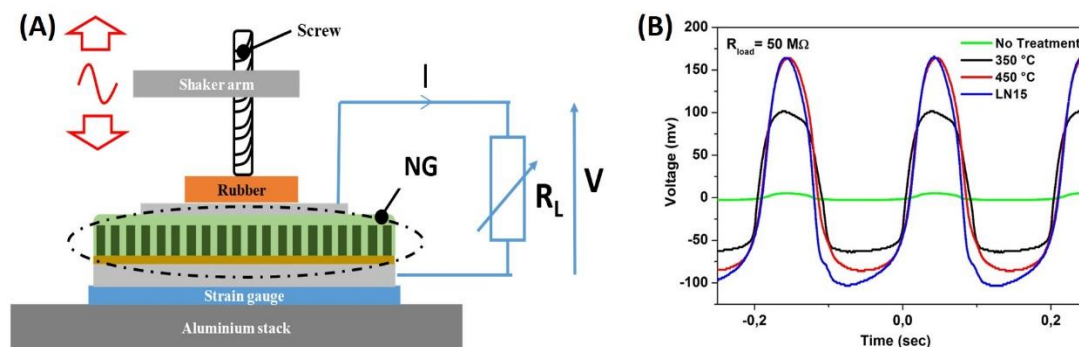 (A)
Screw
Shaker arm
I
NG
Rubber
R_L
V
Strain gauge
Aluminium stack
(B)
R_load = 50 MΩ
No Treatment
350 °C
450 °C
LN15
Voltage (mv)
200
150
100
50
0
-50
-100
-0,2
0,0
0,2
Time (sec)